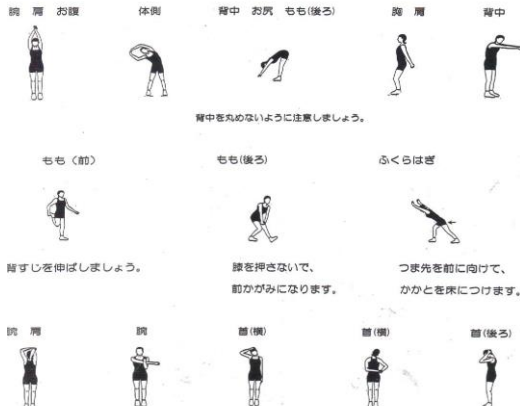 腕 肩 お腹 体側 背中 お尻 もも(後ろ) 胸 肩 背中
背中を丸めないように注意しましょう。
もも（前） もも(後ろ) ふくらはぎ
背すじを伸ばしましょう。 膝を押さないで、 つま先を前に向けて、
前かがみになります。 かかとを床につけます。
腕 肩 腕 首(横) 首(横) 首(後ろ)